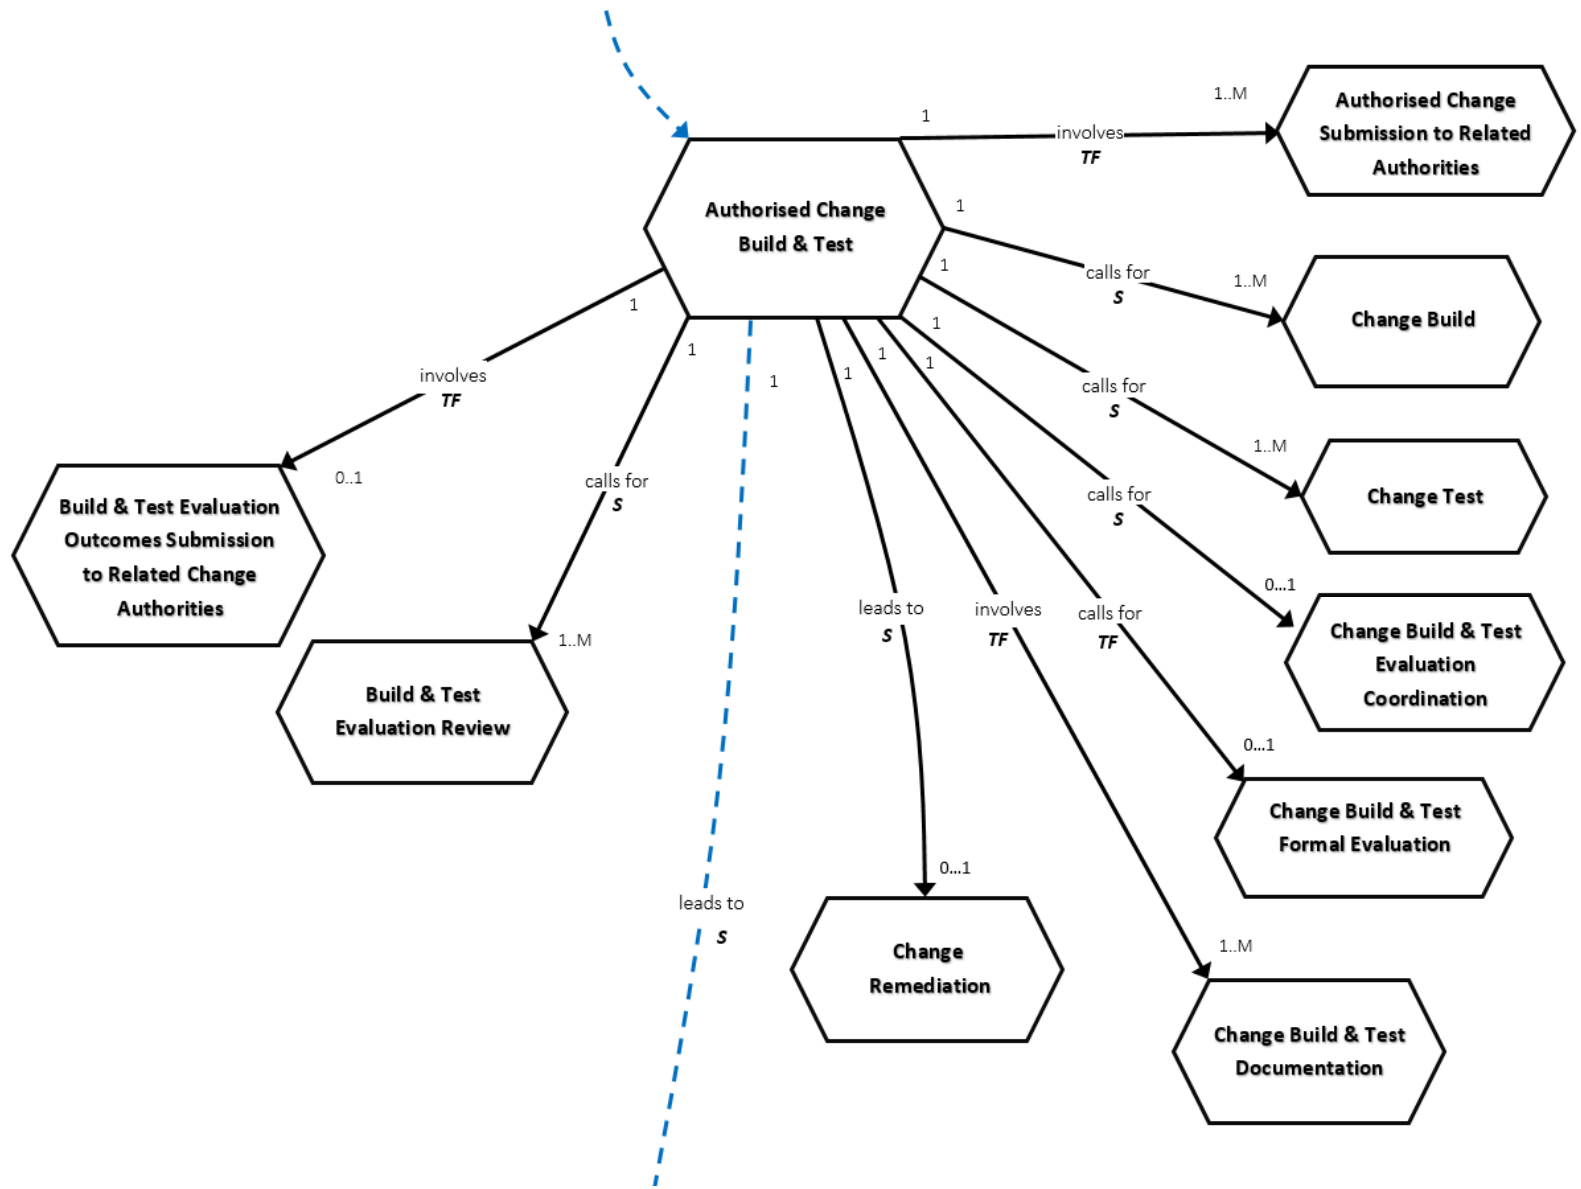 1
1..M
involves
TF
Authorised Change
Submission to Related
Authorities
Authorised Change
Build & Test
1
calls for
S
1..M
Change Build
1
calls for
S
1..M
Change Test
1
calls for
S
0...1
Change Build & Test
Evaluation
Coordination
1
calls for
TF
0...1
Change Build & Test
Formal Evaluation
1
involves
TF
1..M
Change Build & Test
Documentation
1
leads to
S
0...1
Change
Remediation
1
leads to
S
1
calls for
S
1..M
Build & Test
Evaluation Review
1
involves
TF
0..1
Build & Test Evaluation
Outcomes Submission
to Related Change
Authorities